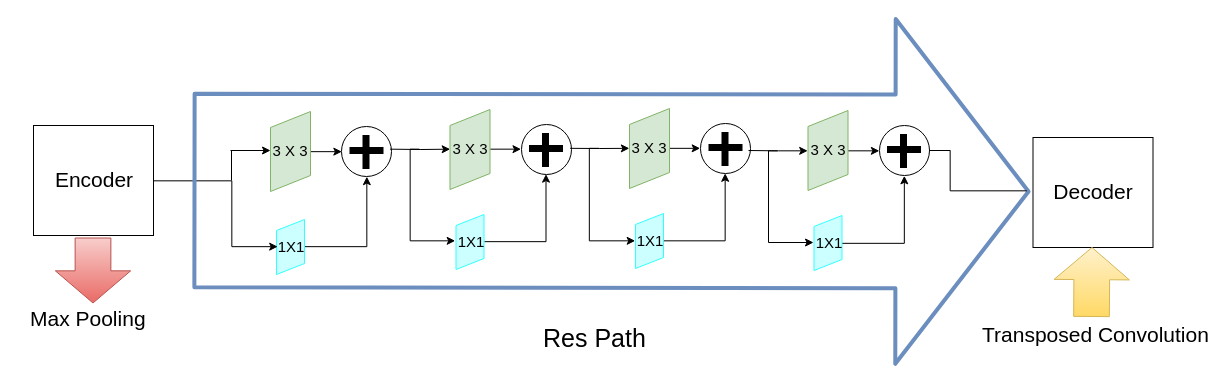 Encoder
3 X 3
3 X 3
3 X 3
3 X 3
1X1
1X1
1X1
1X1
Decoder
Max Pooling
Res Path
Transposed Convolution